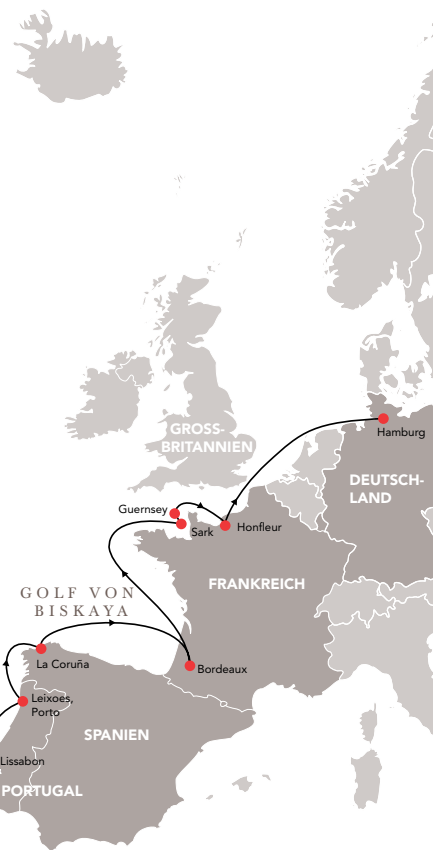 GROSS-
BRITANNIEN
Hamburg
DEUTSCH-
LAND
Guernsey
Sark
Honfleur
FRANKREICH
GOLF VON
BISKAYA
La Coruña
Bordeaux
Leixoes,
Porto
SPANIEN
Lissabon
PORTUGAL